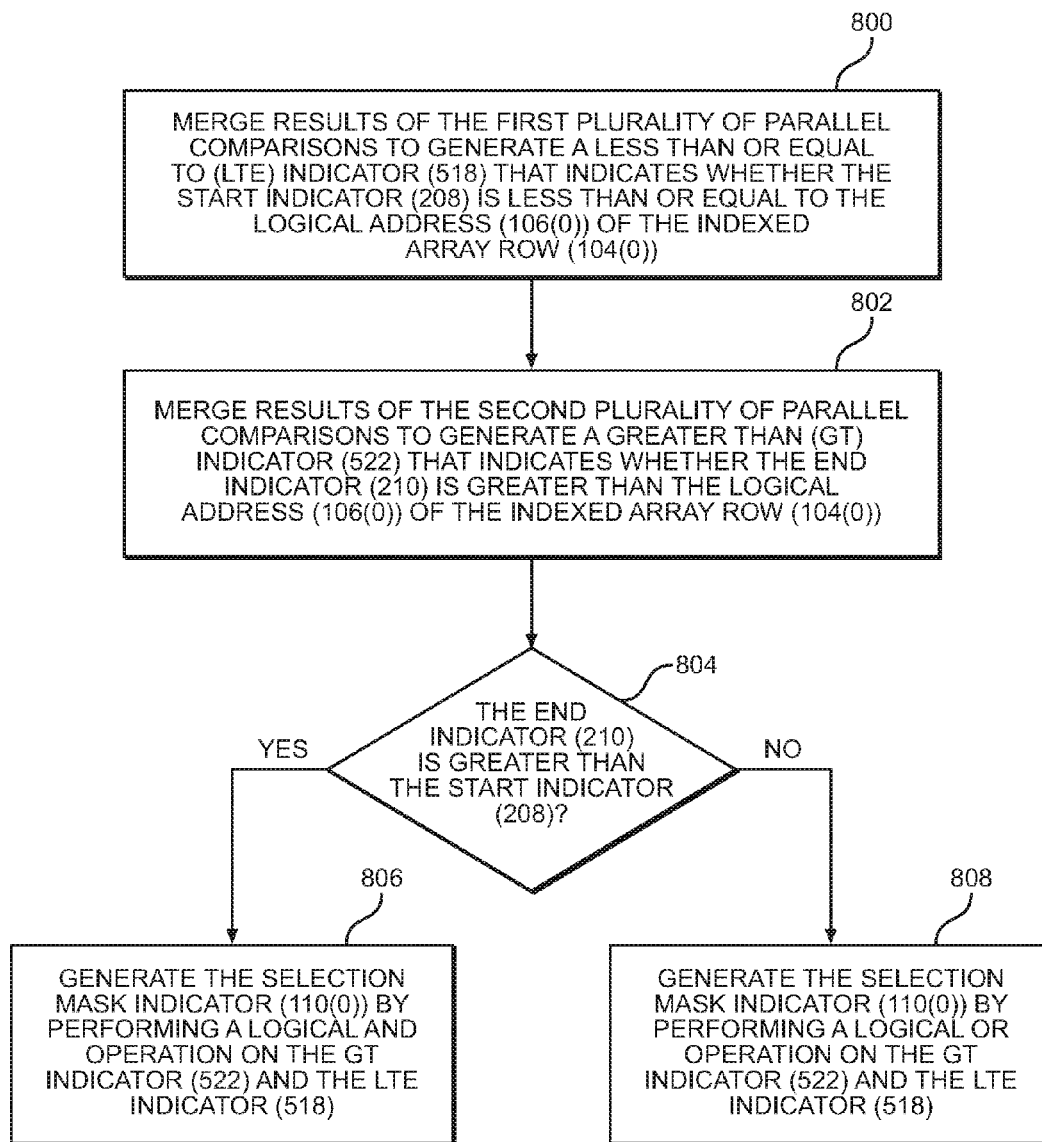 800
MERGE RESULTS OF THE FIRST PLURALITY OF PARALLEL
COMPARISONS TO GENERATE A LESS THAN OR EQUAL
TO (LTE) INDICATOR (518) THAT INDICATES WHETHER THE
START INDICATOR (208) IS LESS THAN OR EQUAL TO THE
LOGICAL ADDRESS (106(0)) OF THE INDEXED
ARRAY ROW (104(0))
802
MERGE RESULTS OF THE SECOND PLURALITY OF PARALLEL
COMPARISONS TO GENERATE A GREATER THAN (GT)
INDICATOR (522) THAT INDICATES WHETHER THE END
INDICATOR (210) IS GREATER THAN THE LOGICAL
ADDRESS (106(0)) OF THE INDEXED ARRAY ROW (104(0))
804
THE END
INDICATOR (210)
IS GREATER THAN
THE START INDICATOR
(208)?
YES
NO
806
GENERATE THE SELECTION
MASK INDICATOR (110(0)) BY
PERFORMING A LOGICAL AND
OPERATION ON THE GT
INDICATOR (522) AND THE LTE
INDICATOR (518)
808
GENERATE THE SELECTION
MASK INDICATOR (110(0)) BY
PERFORMING A LOGICAL OR
OPERATION ON THE GT
INDICATOR (522) AND THE LTE
INDICATOR (518)